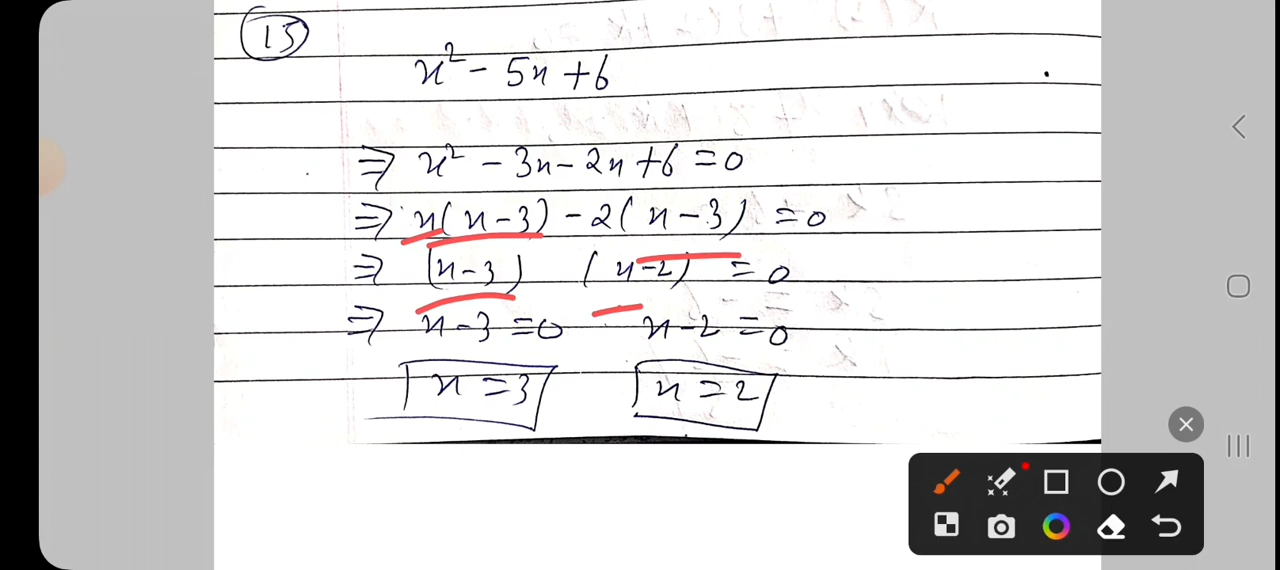 15
x² - 5x + 6
⇒ x² - 3x - 2x + 6 = 0
⇒ x(x - 3) - 2(x - 3) = 0
⇒ (x - 3) (x - 2) = 0
⇒ x - 3 = 0 x - 2 = 0
x = 3 x = 2